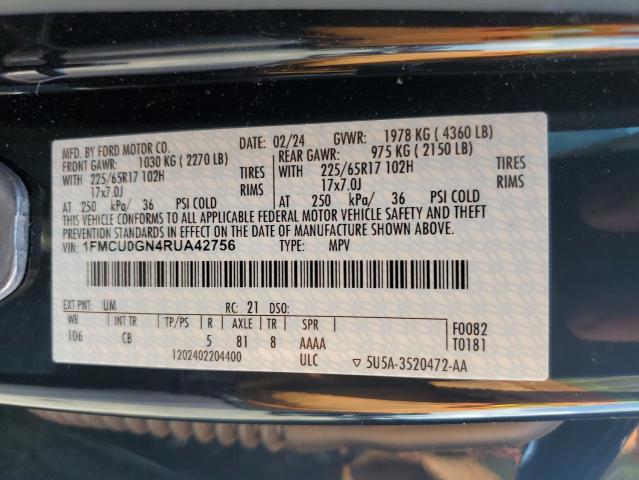 MFD. BY FORD MOTOR CO. DATE: 02/24 GVWR: 1978 KG ( 4360 LB)
FRONT GAWR: 1030 KG ( 2270 LB) REAR GAWR: 975 KG ( 2150 LB)
WITH 225/65R17 102H TIRES WITH 225/65R17 102H TIRES
17x7.0J RIMS 17x7.0J RIMS
AT 250 kPa/ 36 PSI COLD AT 250 kPa/ 36 PSI COLD
THIS VEHICLE CONFORMS TO ALL APPLICABLE FEDERAL MOTOR VEHICLE SAFETY AND THEFT
PREVENTION STANDARDS IN EFFECT ON THE DATE OF MANUFACTURE SHOWN ABOVE.
VIN: 1FMCU0GN4RUA42756 TYPE: MPV
EXT PNT: UM RC: 21 DSO:
WB INT TR TP/PS R AXLE TR SPR F0082
106 CB 5 81 8 AAAA T0181
1202402204400 ULC ▽ 5U5A-3520472-AA